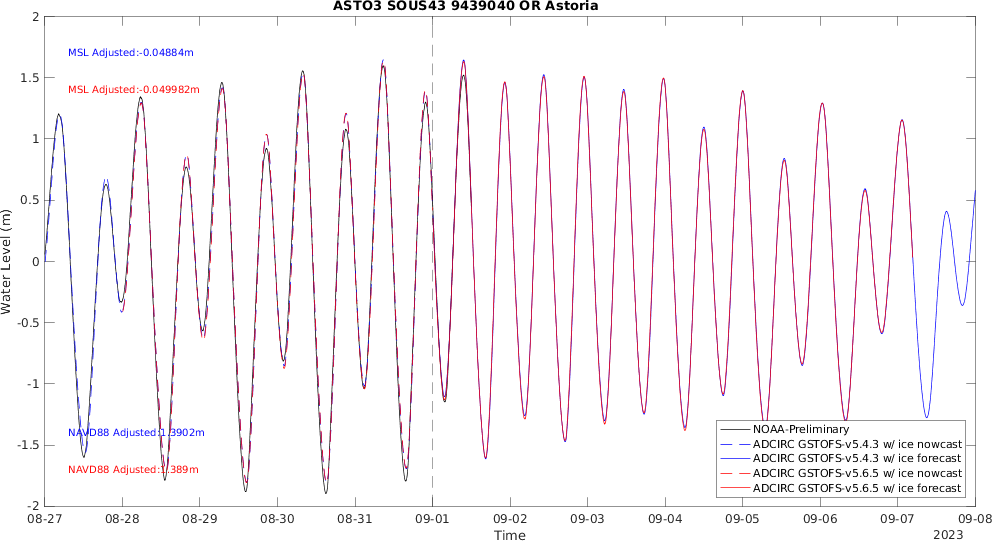 ASTO3 SOUS43 9439040 OR Astoria
2
1.5
1
0.5
0
-0.5
-1
-1.5
-2
Water Level (m)
MSL Adjusted:-0.04884m
MSL Adjusted:-0.049982m
NAVD88 Adjusted:1.3902m
NAVD88 Adjusted:1.389m
NOAA-Preliminary
ADCIRC GSTOFS-v5.4.3 w/ ice nowcast
ADCIRC GSTOFS-v5.4.3 w/ ice forecast
ADCIRC GSTOFS-v5.6.5 w/ ice nowcast
ADCIRC GSTOFS-v5.6.5 w/ ice forecast
08-27 08-28 08-29 08-30 08-31 09-01 09-02 09-03 09-04 09-05 09-06 09-07 09-08
Time
2023